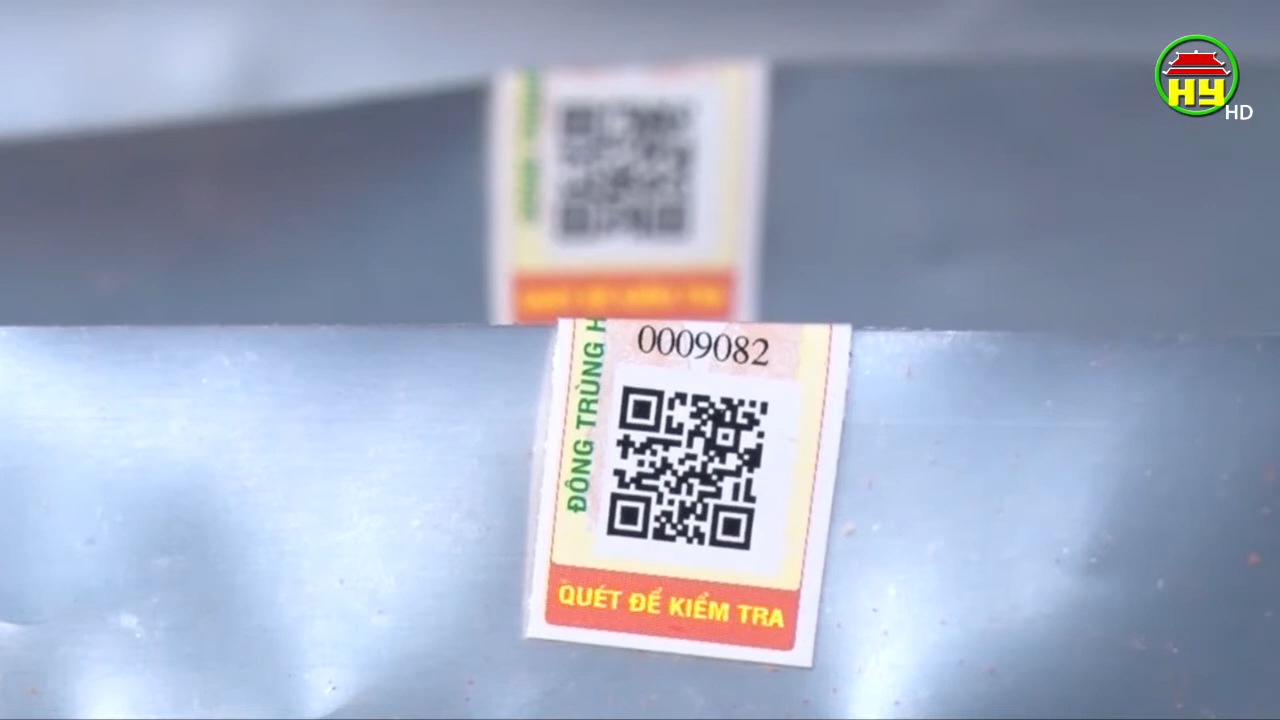 HY
HD
0009082
ĐÔNG TRÙNG H
QUÉT ĐỂ KIỂM TRA